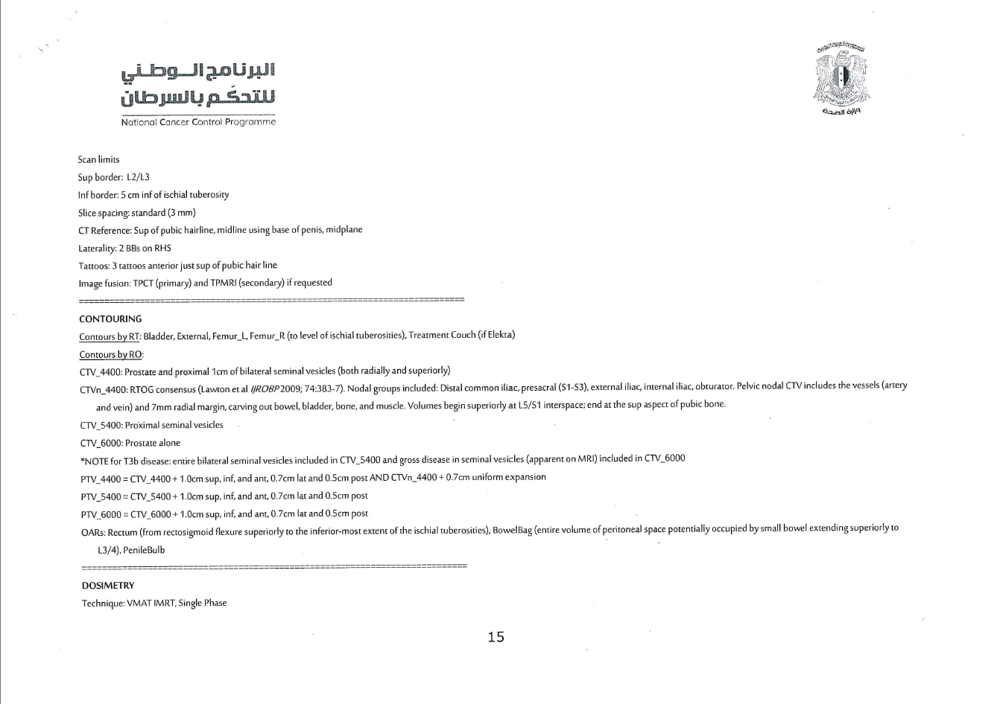 البرنامج الوطني
للتحكّم بالسرطان
National Cancer Control Programme
الجمهورية العربية السورية
وزارة الصحة
Scan limits
Sup border: L2/L3
Inf border: 5 cm inf of ischial tuberosity
Slice spacing: standard (3 mm)
CT Reference: Sup of pubic hairline, midline using base of penis, midplane
Laterality: 2 BBs on RHS
Tattoos: 3 tattoos anterior just sup of pubic hair line
Image fusion: TPCT (primary) and TPMRI (secondary) if requested
================================================================================
CONTOURING
Contours by RT: Bladder, External, Femur_L, Femur_R (to level of ischial tuberosities), Treatment Couch (if Elekta)
Contours by RO:
CTV_4400: Prostate and proximal 1cm of bilateral seminal vesicles (both radially and superiorly)
CTVn_4400: RTOG consensus (Lawton et al IJROBP 2009; 74:383-7). Nodal groups included: Distal common iliac, presacral (S1-S3), external iliac, internal iliac, obturator. Pelvic nodal CTV includes the vessels (artery
and vein) and 7mm radial margin, carving out bowel, bladder, bone, and muscle. Volumes begin superiorly at L5/S1 interspace; end at the sup aspect of pubic bone.
CTV_5400: Proximal seminal vesicles
CTV_6000: Prostate alone
*NOTE for T3b disease: entire bilateral seminal vesicles included in CTV_5400 and gross disease in seminal vesicles (apparent on MRI) included in CTV_6000
PTV_4400 = CTV_4400 + 1.0cm sup, inf, and ant, 0.7cm lat and 0.5cm post AND CTVn_4400 + 0.7cm uniform expansion
PTV_5400 = CTV_5400 + 1.0cm sup, inf, and ant, 0.7cm lat and 0.5cm post
PTV_6000 = CTV_6000 + 1.0cm sup, inf, and ant, 0.7cm lat and 0.5cm post
OARs: Rectum (from rectosigmoid flexure superiorly to the inferior-most extent of the ischial tuberosities), BowelBag (entire volume of peritoneal space potentially occupied by small bowel extending superiorly to
L3/4), PenileBulb
================================================================================
DOSIMETRY
Technique: VMAT IMRT, Single Phase
15